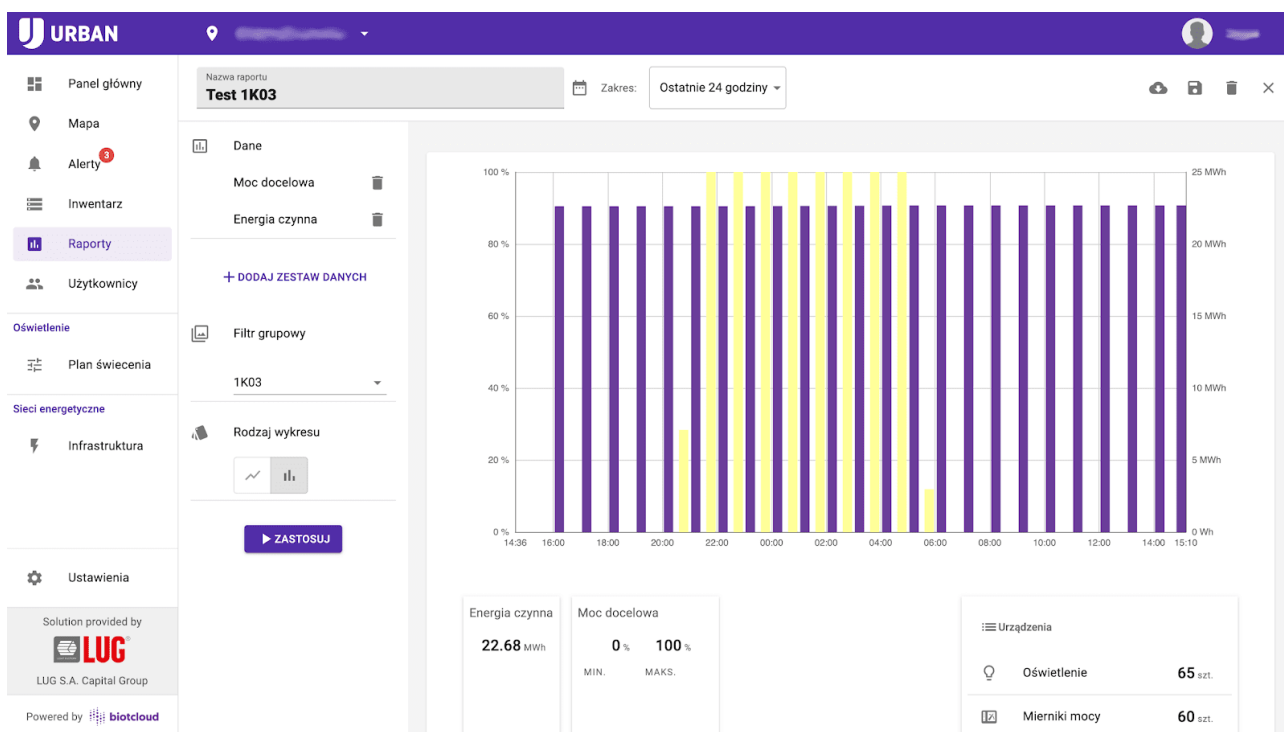 URBAN
Panel główny
Mapa
Alerty 3
Inwentarz
Raporty
Użytkownicy
Oświetlenie
Plan świecenia
Sieci energetyczne
Infrastruktura
Ustawienia
Solution provided by
LUG®
LUG S.A. Capital Group
Powered by biotcloud
Nazwa raportu
Test 1K03
Zakres: Ostatnie 24 godziny
Dane
Moc docelowa
Energia czynna
+ DODAJ ZESTAW DANYCH
Filtr grupowy
1K03
Rodzaj wykresu
ZASTOSUJ
100 % 25 MWh
80 % 20 MWh
60 % 15 MWh
40 % 10 MWh
20 % 5 MWh
0 % 0 Wh
14:36 16:00 18:00 20:00 22:00 00:00 02:00 04:00 06:00 08:00 10:00 12:00 14:00 15:10
Energia czynna
22.68 MWh
Moc docelowa
0 % 100 %
MIN. MAKS.
Urządzenia
Oświetlenie 65 szt.
Mierniki mocy 60 szt.